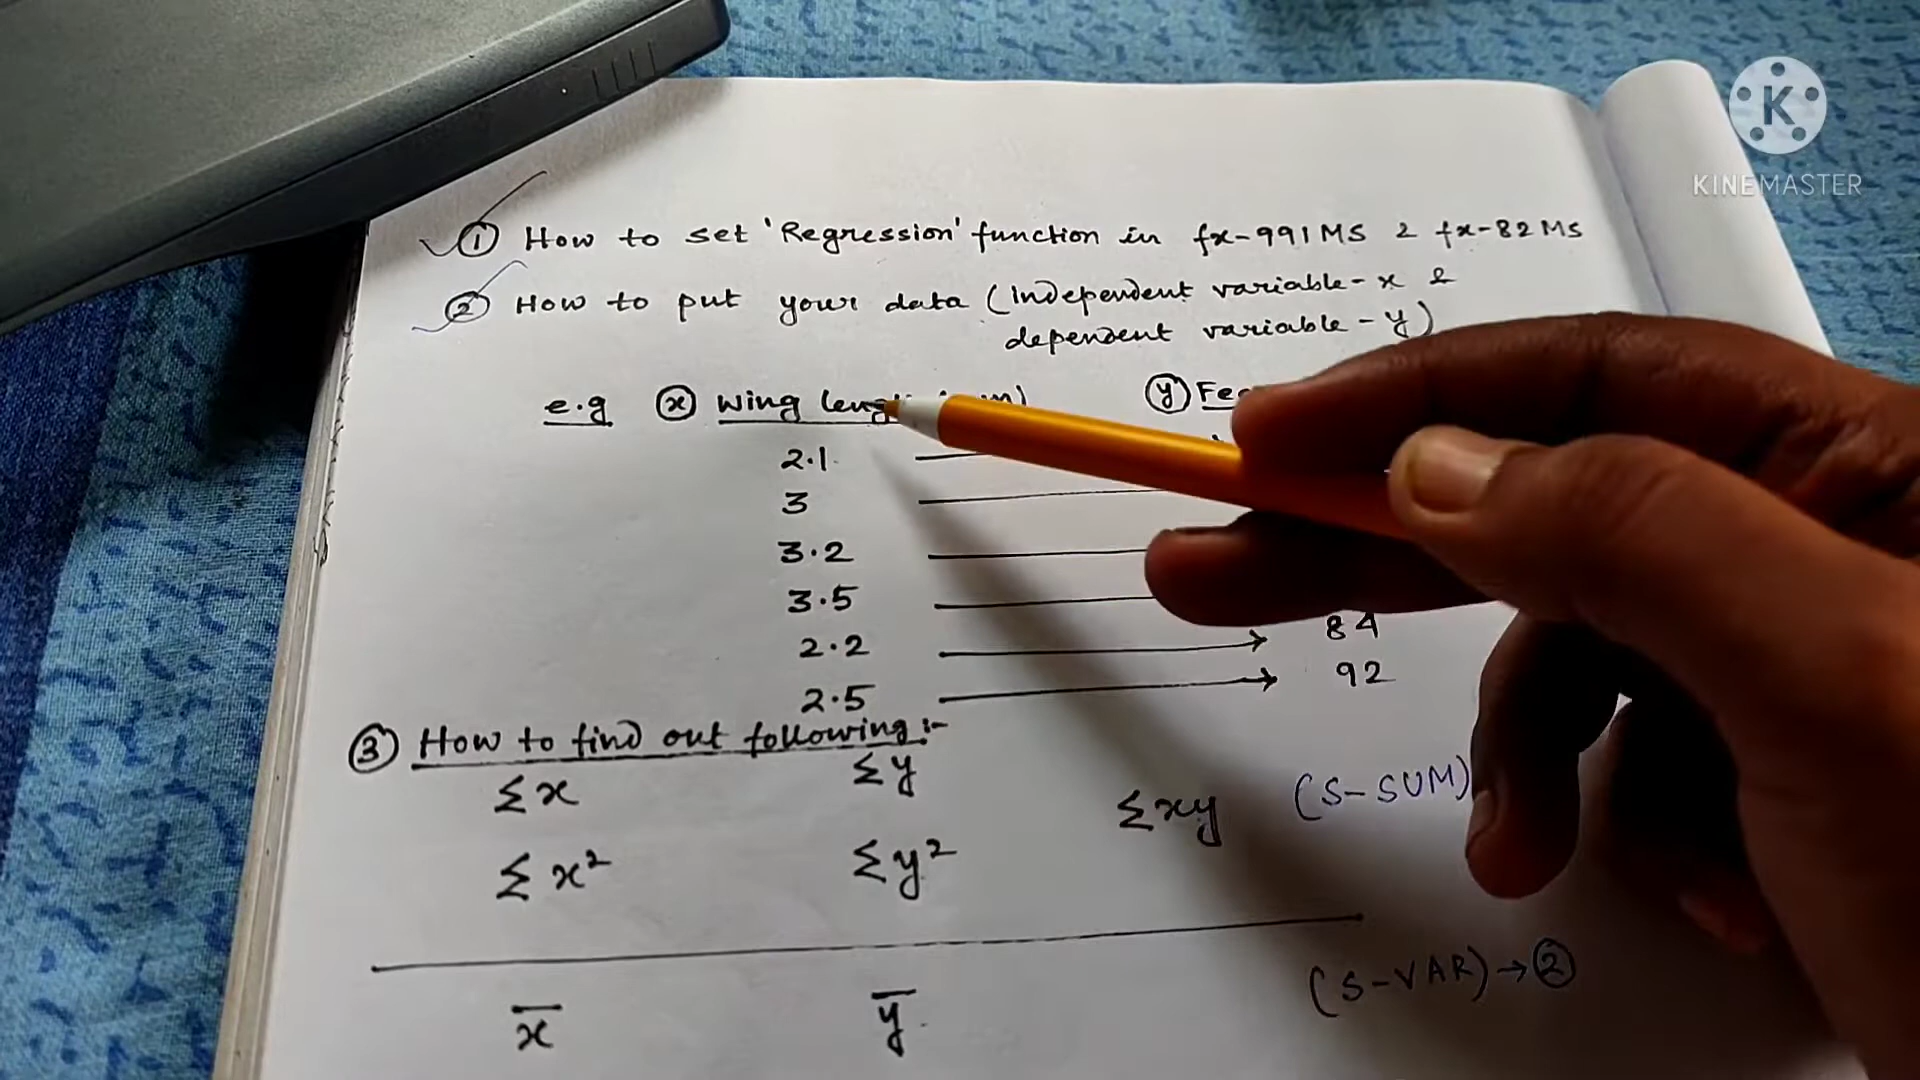 KINEMASTER
① How to set 'Regression' function in fx-991MS & fx-82MS
② How to put your data (independent variable - x &
dependent variable - y)
e.g ⓧ Wing ⓨ
2.1
3
3.2
3.5
2.2 → 84
2.5 → 92
③ How to find out following :-
Σx Σy Σxy (S-SUM)
Σx² Σy²
x̄ ȳ (S-VAR) → ②